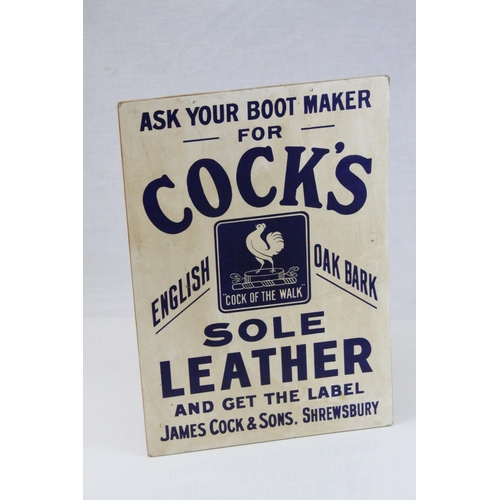 ASK YOUR BOOT MAKER
FOR
COCK'S
ENGLISH OAK BARK
"COCK OF THE WALK"
SOLE
LEATHER
AND GET THE LABEL
JAMES COCK & SONS, SHREWSBURY